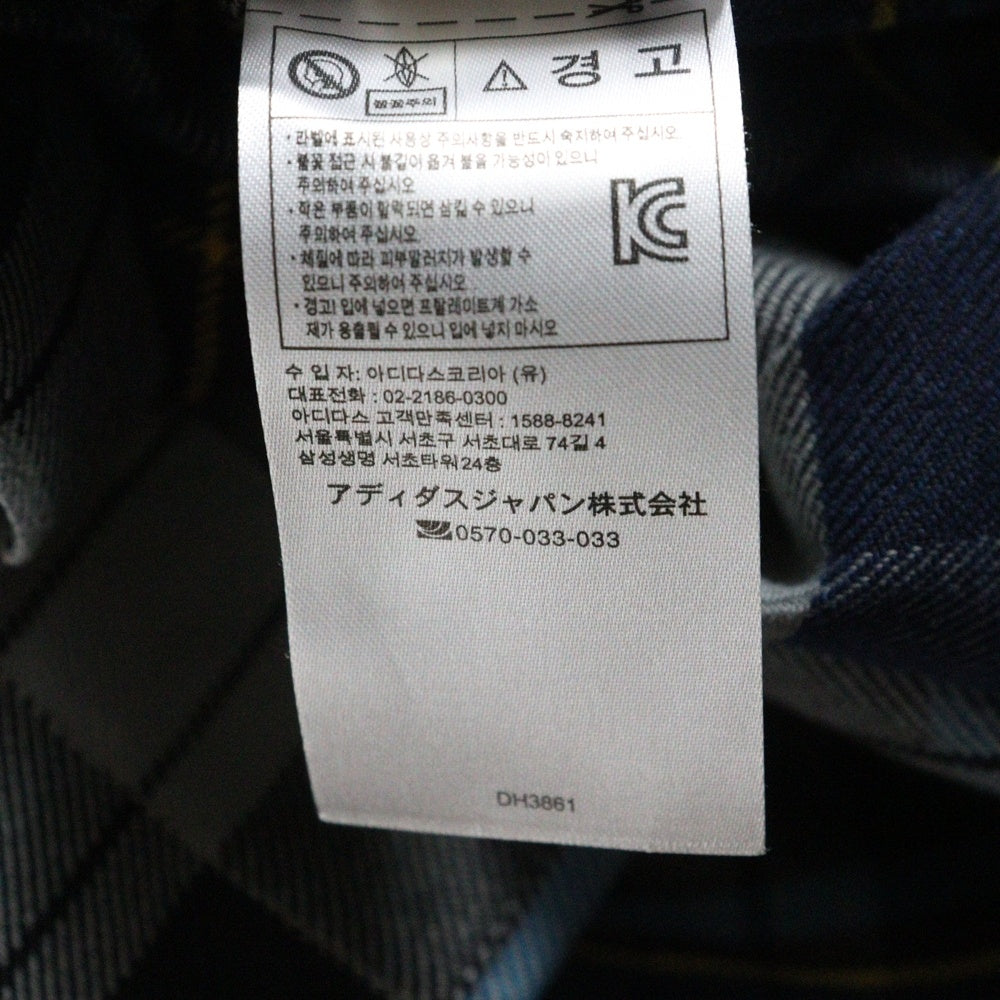 경 고
· 라벨에 표시된 사용상 주의사항을 반드시 숙지하여 주십시오.
· 불꽃 접근 시 불길이 옮겨 붙을 가능성이 있으니
주의하여 주십시오
· 작은 부품이 탈락되면 삼킬 수 있으니
주의하여 주십시오.
· 체질에 따라 피부알러지가 발생할 수
있으니 주의하여 주십시오.
· 경고! 입에 넣으면 프탈레이트계 가소
제가 용출될 수 있으니 입에 넣지 마시오
수 입 자: 아디다스코리아 (유)
대표전화 : 02-2186-0300
아디다스 고객만족센터 : 1588-8241
서울특별시 서초구 서초대로 74길 4
삼성생명 서초타워24층
アディダスジャパン株式会社
0570-033-033
DH3861